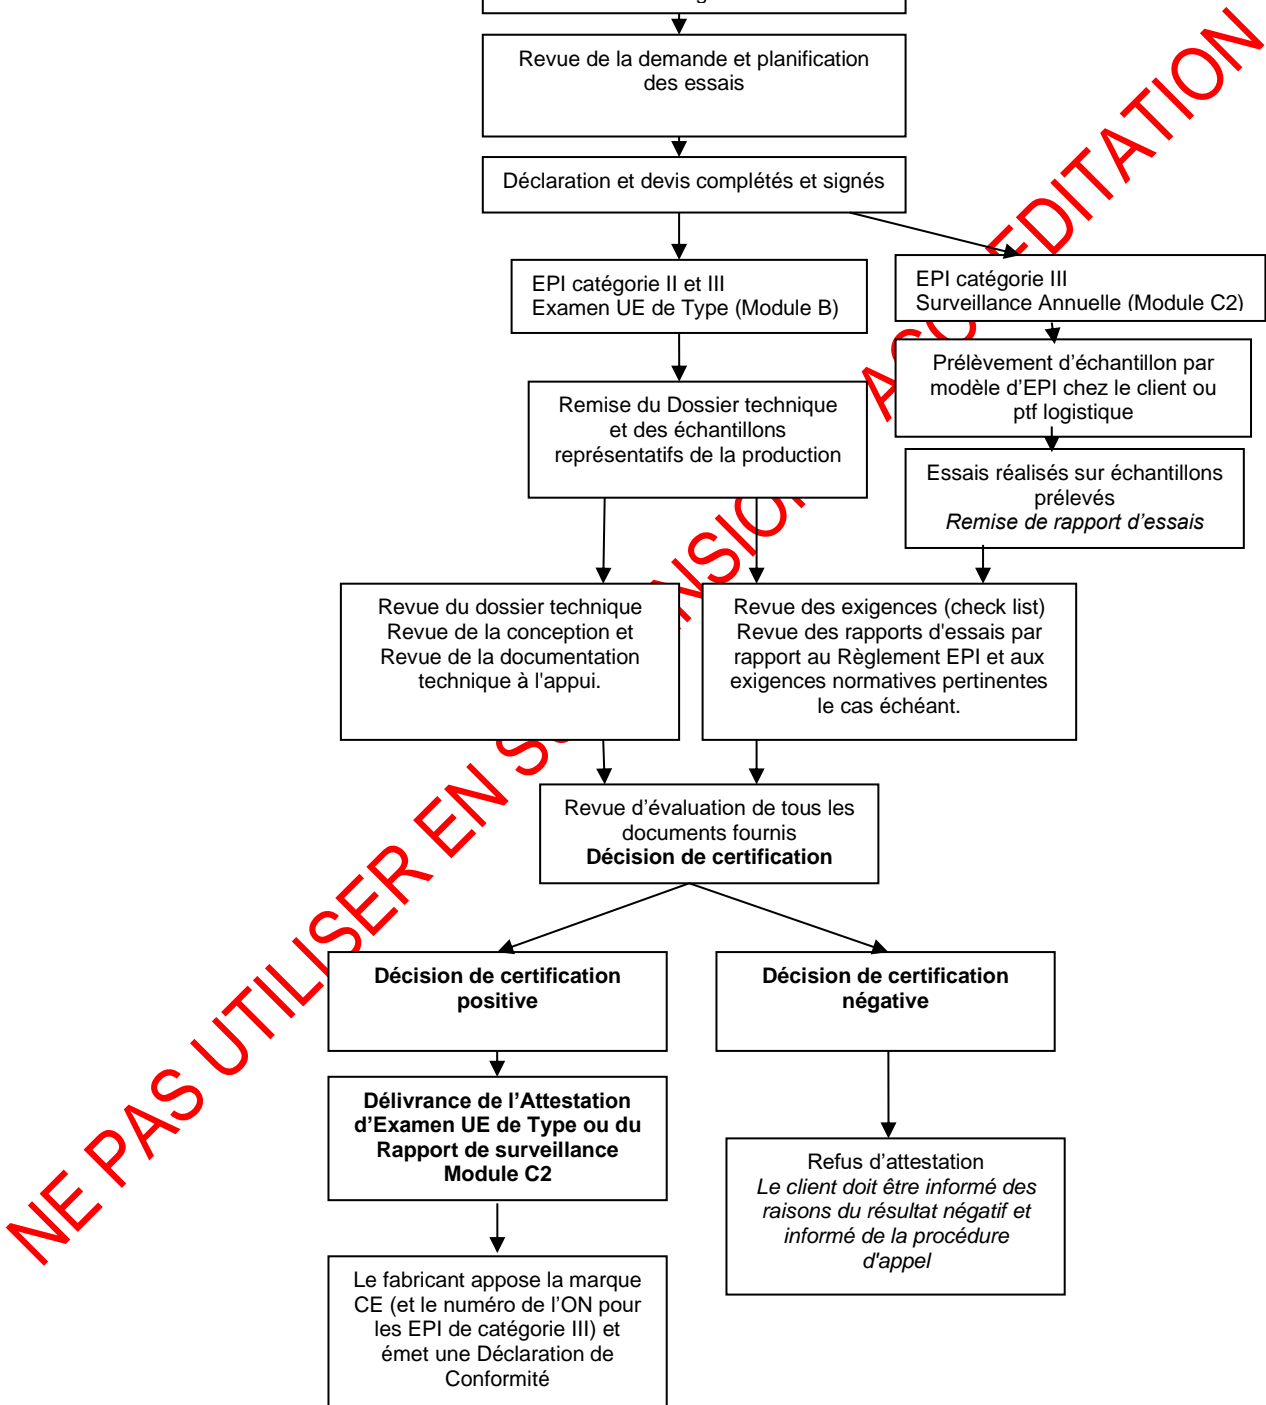 Revue de la demande et planification
des essais
Déclaration et devis complétés et signés
EPI catégorie II et III
Examen UE de Type (Module B)
EPI catégorie III
Surveillance Annuelle (Module C2)
Prélèvement d’échantillon par
modèle d’EPI chez le client ou
ptf logistique
Remise du Dossier technique
et des échantillons
représentatifs de la production
Essais réalisés sur échantillons
prélevés
Remise de rapport d’essais
Revue du dossier technique
Revue de la conception et
Revue de la documentation
technique à l'appui.
Revue des exigences (check list)
Revue des rapports d'essais par
rapport au Règlement EPI et aux
exigences normatives pertinentes
le cas échéant.
Revue d’évaluation de tous les
documents fournis
Décision de certification
Décision de certification
positive
Décision de certification
négative
Délivrance de l’Attestation
d’Examen UE de Type ou du
Rapport de surveillance
Module C2
Refus d’attestation
Le client doit être informé des
raisons du résultat négatif et
informé de la procédure
d'appel
Le fabricant appose la marque
CE (et le numéro de l’ON pour
les EPI de catégorie III) et
émet une Déclaration de
Conformité
NE PAS UTILISER EN